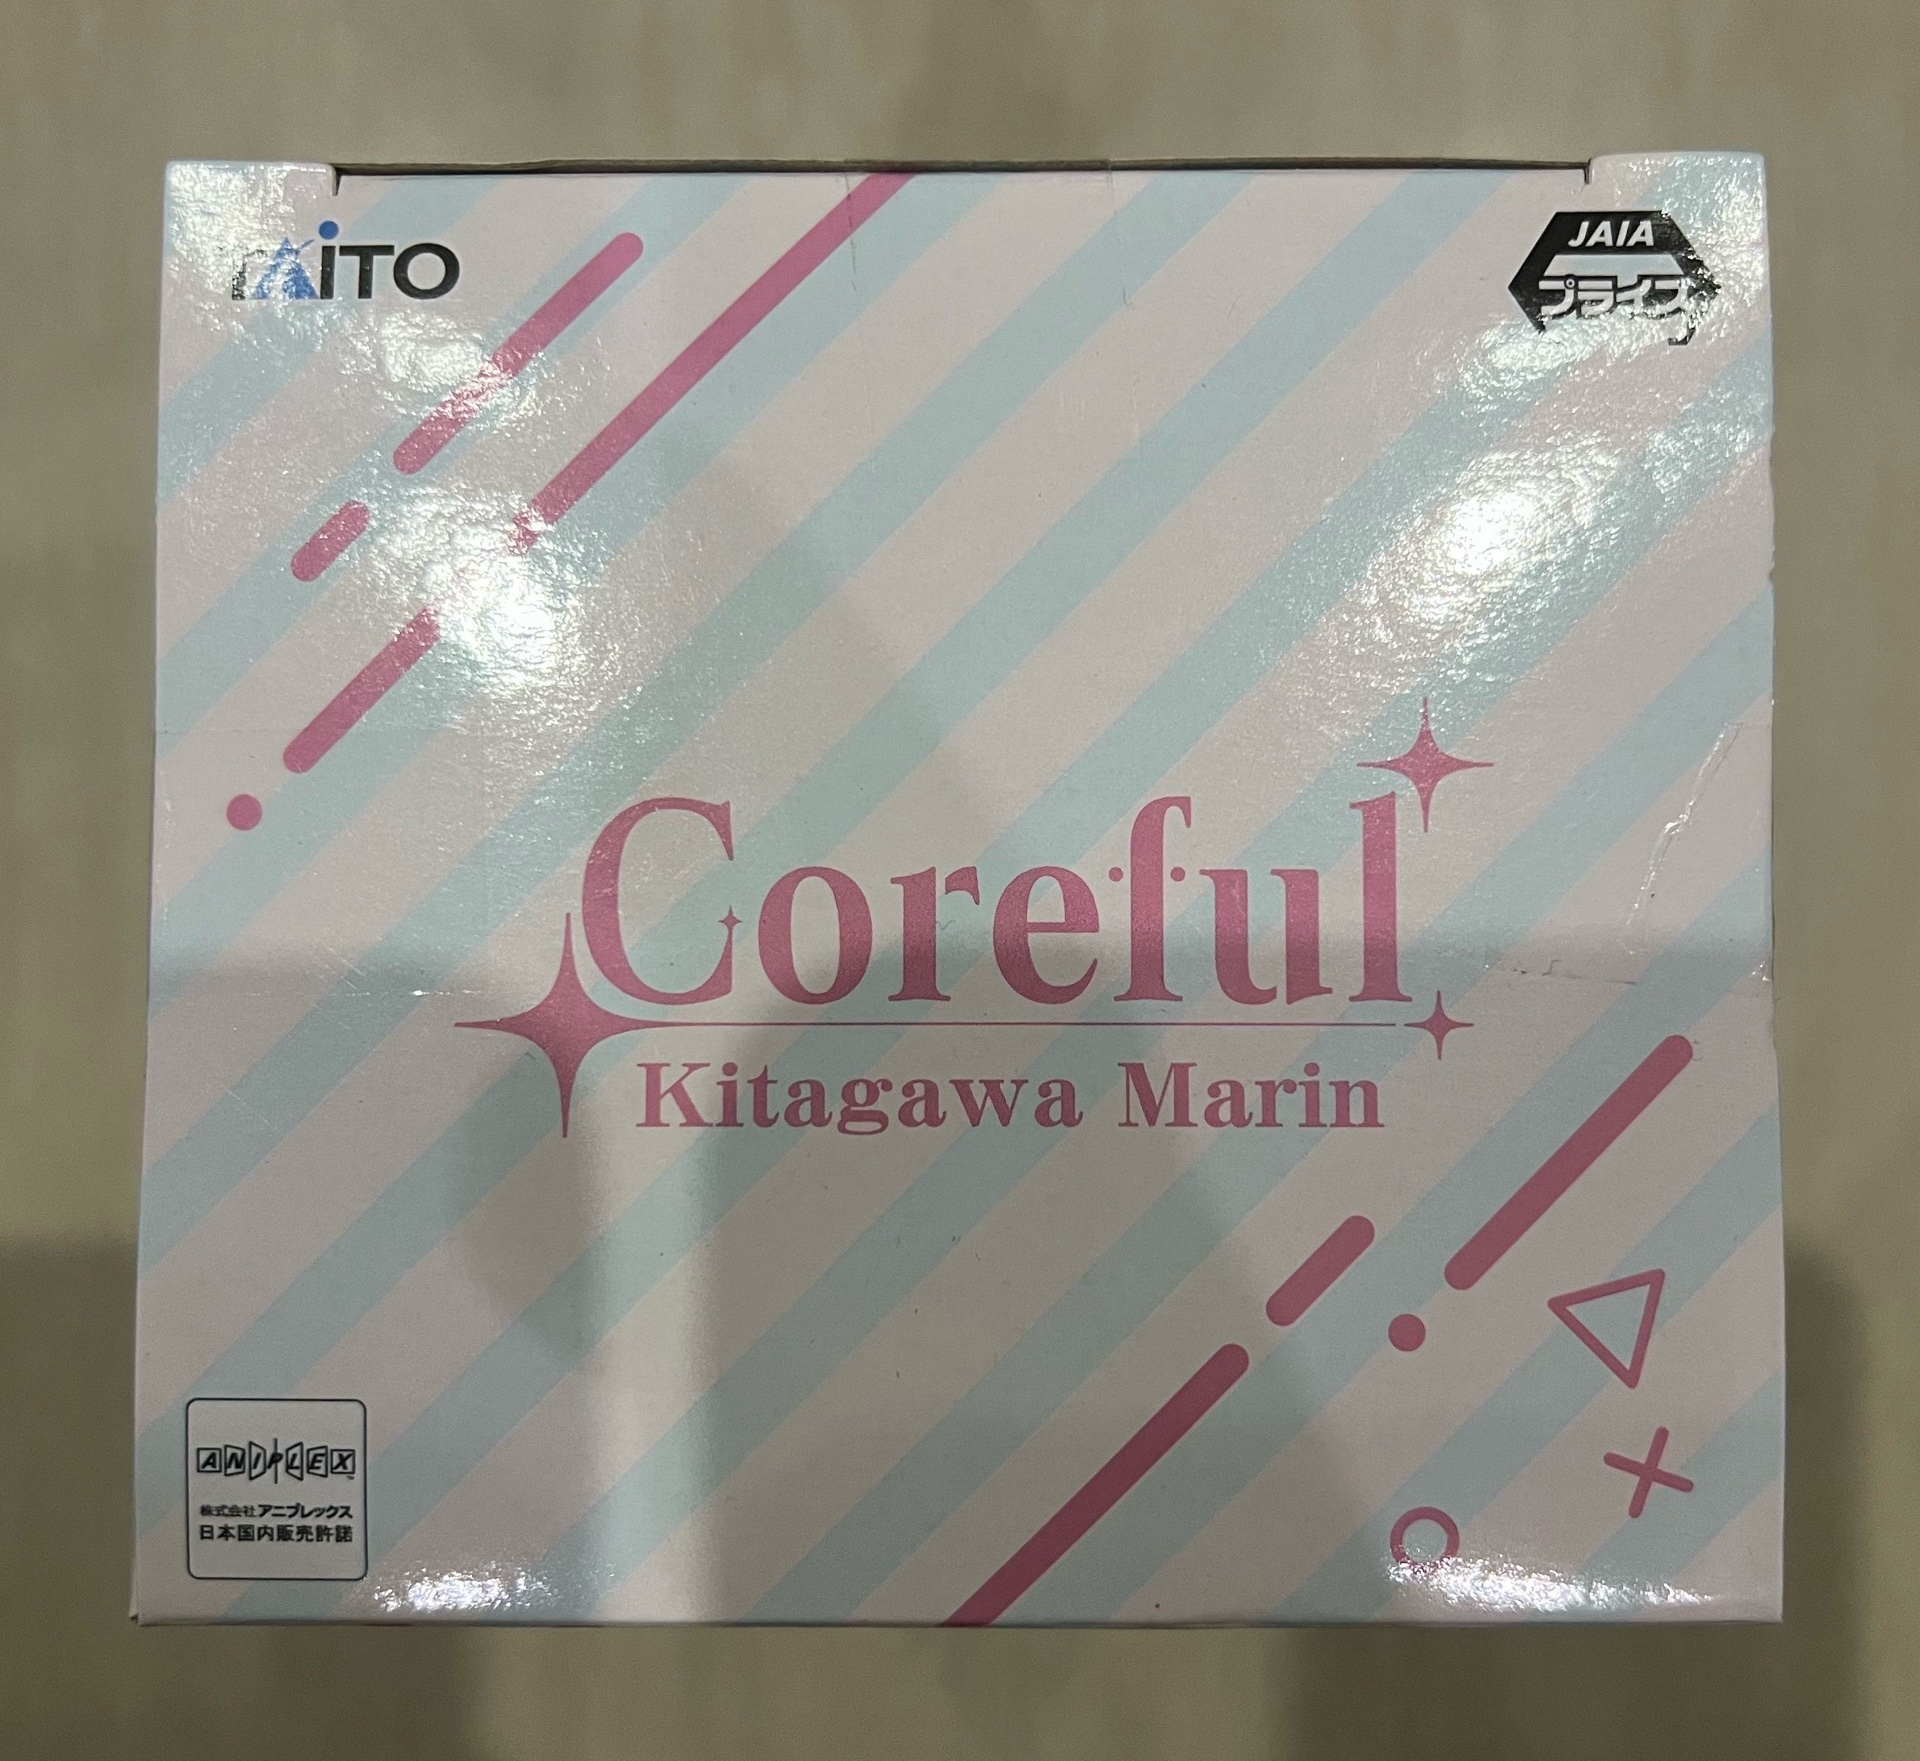 TAiTO
JAIA
プライズ
Coreful
Kitagawa Marin
ANIPLEX
株式会社アニプレックス
日本国内販売許諾